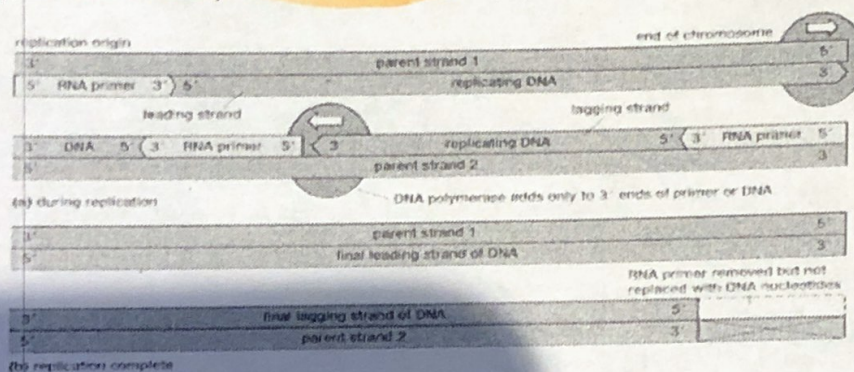 replication origin end of chromosome
3' parent strand 1 5'
5' RNA primer 3' 5' replicating DNA 3'
leading strand lagging strand
3' DNA 5' 3' RNA primer 5' 3 replicating DNA 5' 3' RNA primer 5'
5' parent strand 2 3'
(a) during replication DNA polymerase adds only to 3' ends of primer or DNA
3' parent strand 1 5'
5' final leading strand of DNA 3'
RNA primer removed but not
replaced with DNA nucleotides
3' final lagging strand of DNA 5'
5' parent strand 2 3'
(b) replication complete